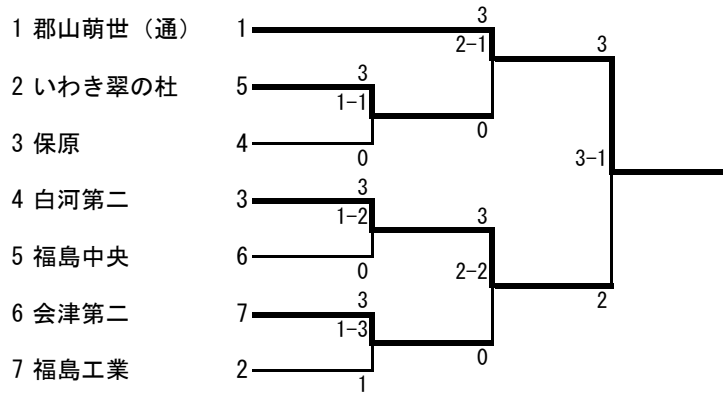 3
1 郡山萌世（通） 1
2-1 3
2 いわき翠の杜 5 3
1-1
3 保原 4 0 0
3-1
4 白河第二 3 3
1-2 3
5 福島中央 6 0 2-2
6 会津第二 7 3 2
1-3 0
7 福島工業 2 1